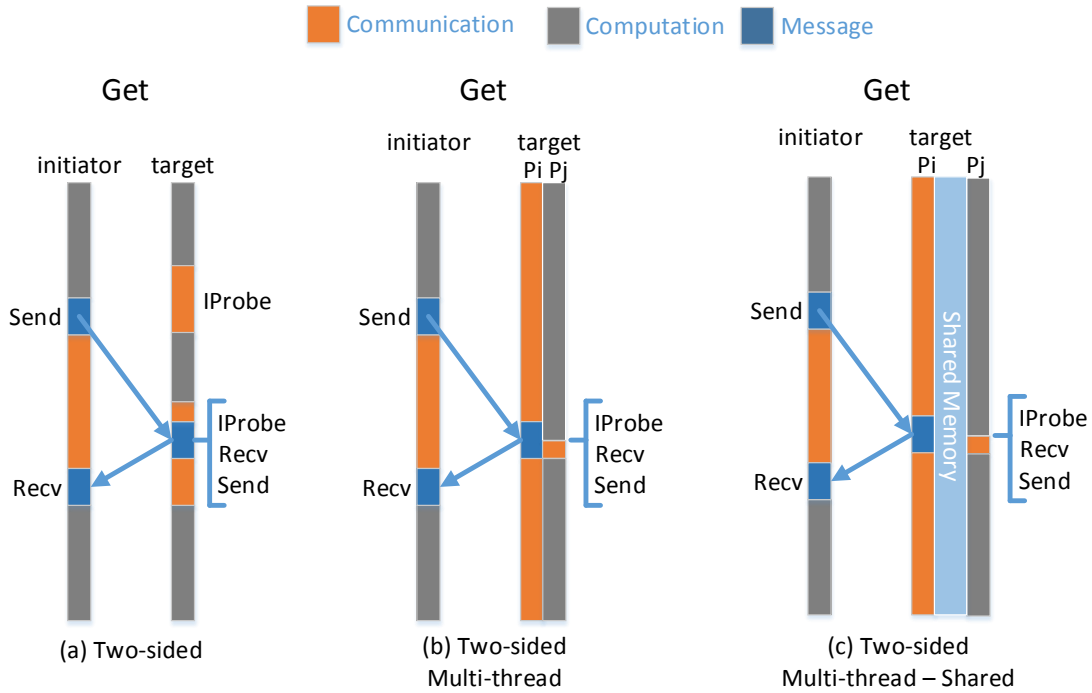 Communication Computation Message
Get
initiator target
Send
IProbe
IProbe
Recv
Send
Recv
(a) Two-sided
Get
initiator target
Pi Pj
Send
IProbe
Recv
Send
Recv
(b) Two-sided
Multi-thread
Get
initiator target
Pi Pj
Send
Shared Memory
IProbe
Recv
Send
Recv
(c) Two-sided
Multi-thread – Shared